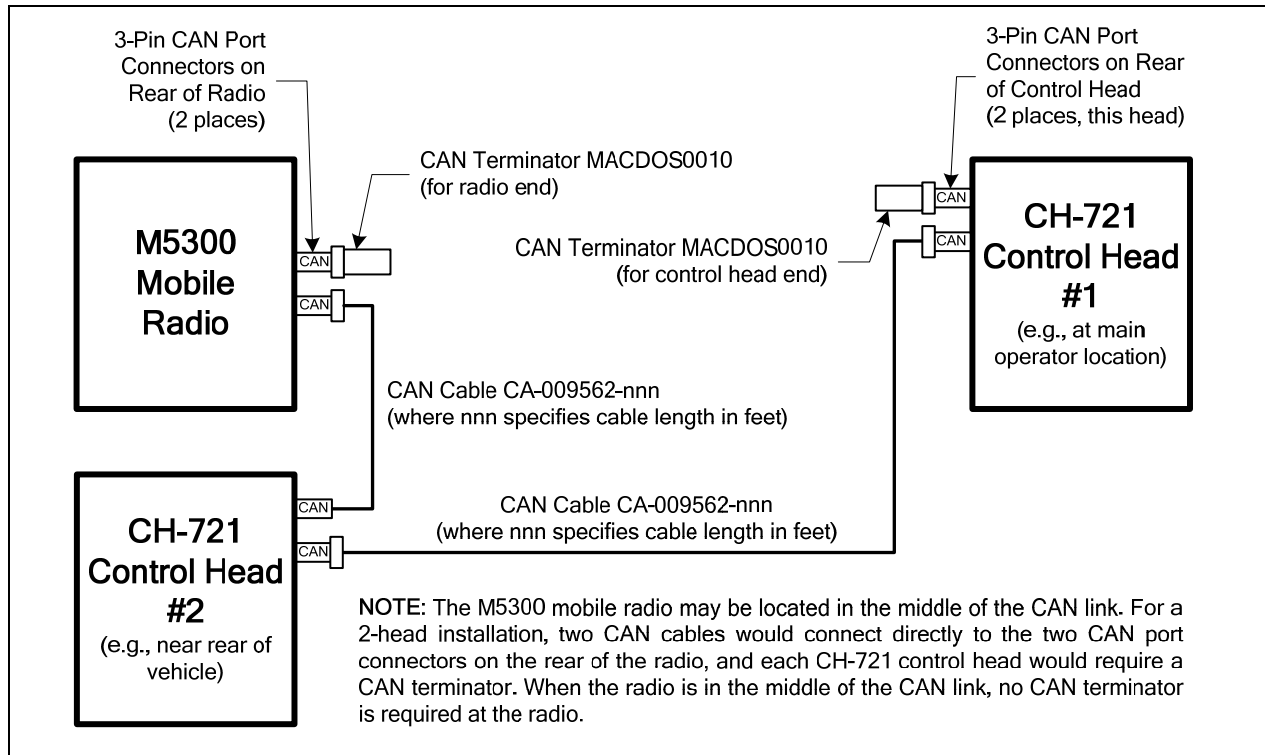 3-Pin CAN Port
Connectors on
Rear of Radio
(2 places)
3-Pin CAN Port
Connectors on Rear
of Control Head
(2 places, this head)
CAN Terminator MACDOS0010
(for radio end)
M5300
Mobile
Radio
CAN
CAN
CAN Terminator MACDOS0010
(for control head end)
CAN
CAN
CH-721
Control Head
#1
(e.g., at main
operator location)
CAN Cable CA-009562-nnn
(where nnn specifies cable length in feet)
CAN Cable CA-009562-nnn
(where nnn specifies cable length in feet)
CAN
CAN
CH-721
Control Head
#2
(e.g., near rear of
vehicle)
NOTE: The M5300 mobile radio may be located in the middle of the CAN link. For a
2-head installation, two CAN cables would connect directly to the two CAN port
connectors on the rear of the radio, and each CH-721 control head would require a
CAN terminator. When the radio is in the middle of the CAN link, no CAN terminator
is required at the radio.